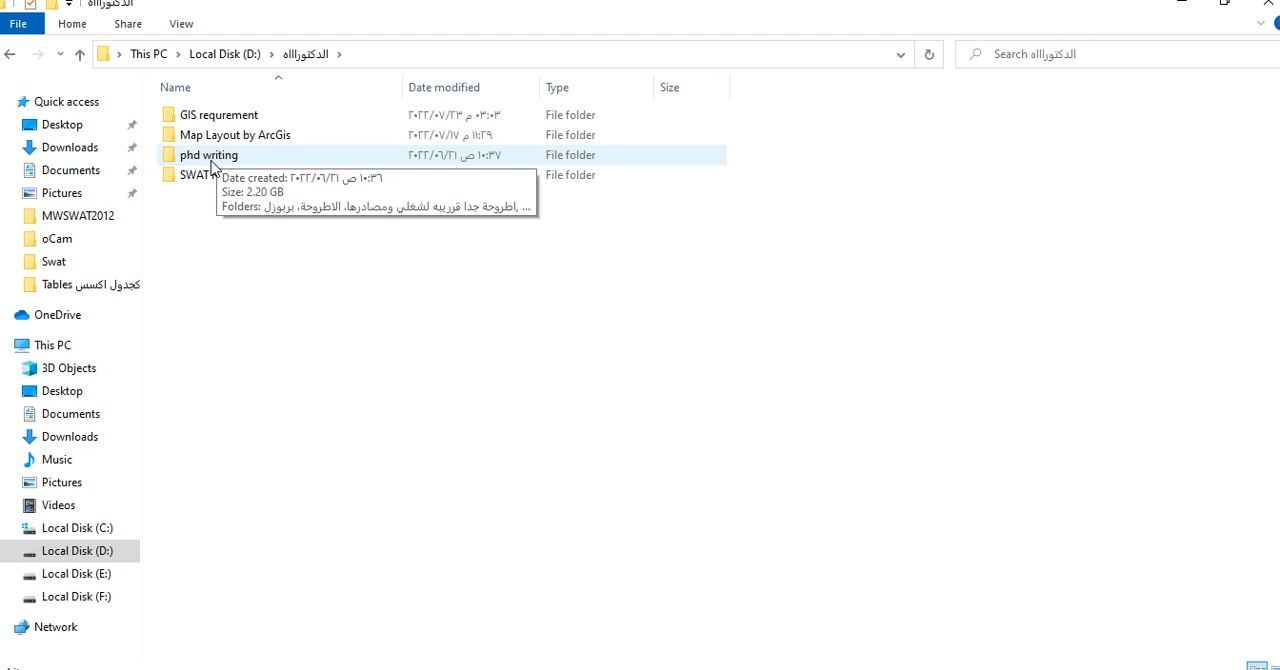 الدكتوراااه
File Home Share View
This PC Local Disk (D:) الدكتوراااه
Search الدكتوراااه
Name Date modified Type Size
GIS requrement ٢٠٢٢/٠٧/٢٣ ٠٣:٠٣ م File folder
Map Layout by ArcGis ٢٠٢٢/٠٧/١٧ ١١:٢٩ م File folder
phd writing ٢٠٢٢/٠٦/٢١ ١٠:٣٧ ص File folder
SWAT File folder
Date created: ٢٠٢٢/٠٦/٢١ ١٠:٣٦ ص
Size: 2.20 GB
Folders: اطروحة جدا قرريبه لشغلي ومصادرها، الاطروحة، بربوزل, ...
Quick access
Desktop
Downloads
Documents
Pictures
MWSWAT2012
oCam
Swat
Tables كجدول اكسس
OneDrive
This PC
3D Objects
Desktop
Documents
Downloads
Music
Pictures
Videos
Local Disk (C:)
Local Disk (D:)
Local Disk (E:)
Local Disk (F:)
Network